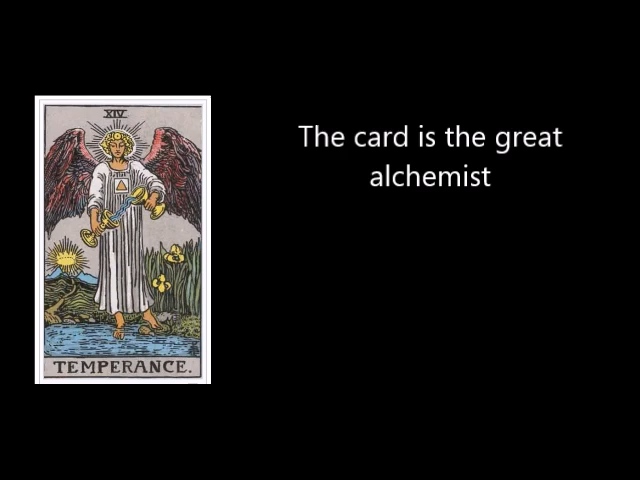 XIV
TEMPERANCE.
The card is the great
alchemist